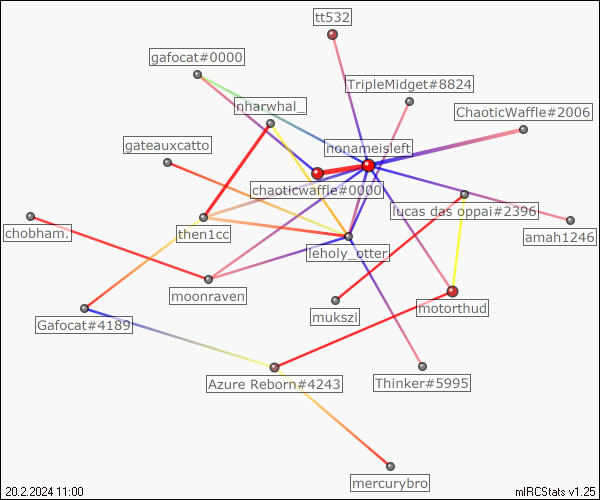 tt532
gafocat#0000
TripleMidget#8824
nharwhal_
ChaoticWaffle#2006
gateauxcatto
nonameisleft
chaoticwaffle#0000
lucas das oppai#2396
chobham.
then1cc
amah1246
leholy_otter
moonraven
motorthud
Gafocat#4189
mukszi
Azure Reborn#4243
Thinker#5995
mercurybro
20.2.2024 11:00
mIRCStats v1.25